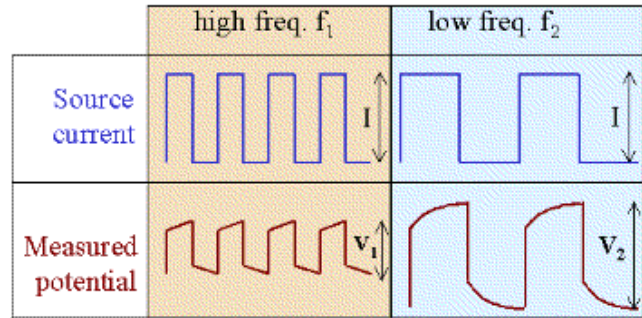 high freq. f₁ low freq. f₂
Source
current
I I
Measured
potential
V₁ V₂